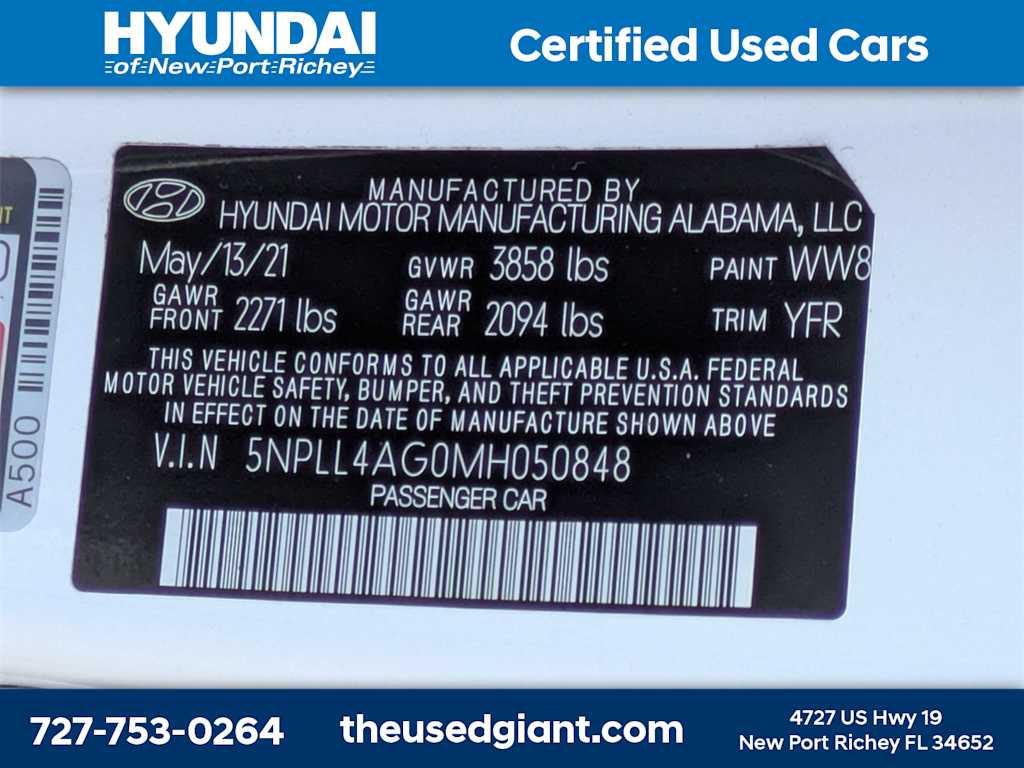 HYUNDAI
of New Port Richey
Certified Used Cars
MANUFACTURED BY
HYUNDAI MOTOR MANUFACTURING ALABAMA, LLC
May/13/21 GVWR 3858 lbs PAINT WW8
GAWR FRONT 2271 lbs GAWR REAR 2094 lbs TRIM YFR
THIS VEHICLE CONFORMS TO ALL APPLICABLE U.S.A. FEDERAL
MOTOR VEHICLE SAFETY, BUMPER, AND THEFT PREVENTION STANDARDS
IN EFFECT ON THE DATE OF MANUFACTURE SHOWN ABOVE
V.I.N 5NPLL4AG0MH050848
PASSENGER CAR
A500
727-753-0264
theusedgiant.com
4727 US Hwy 19
New Port Richey FL 34652